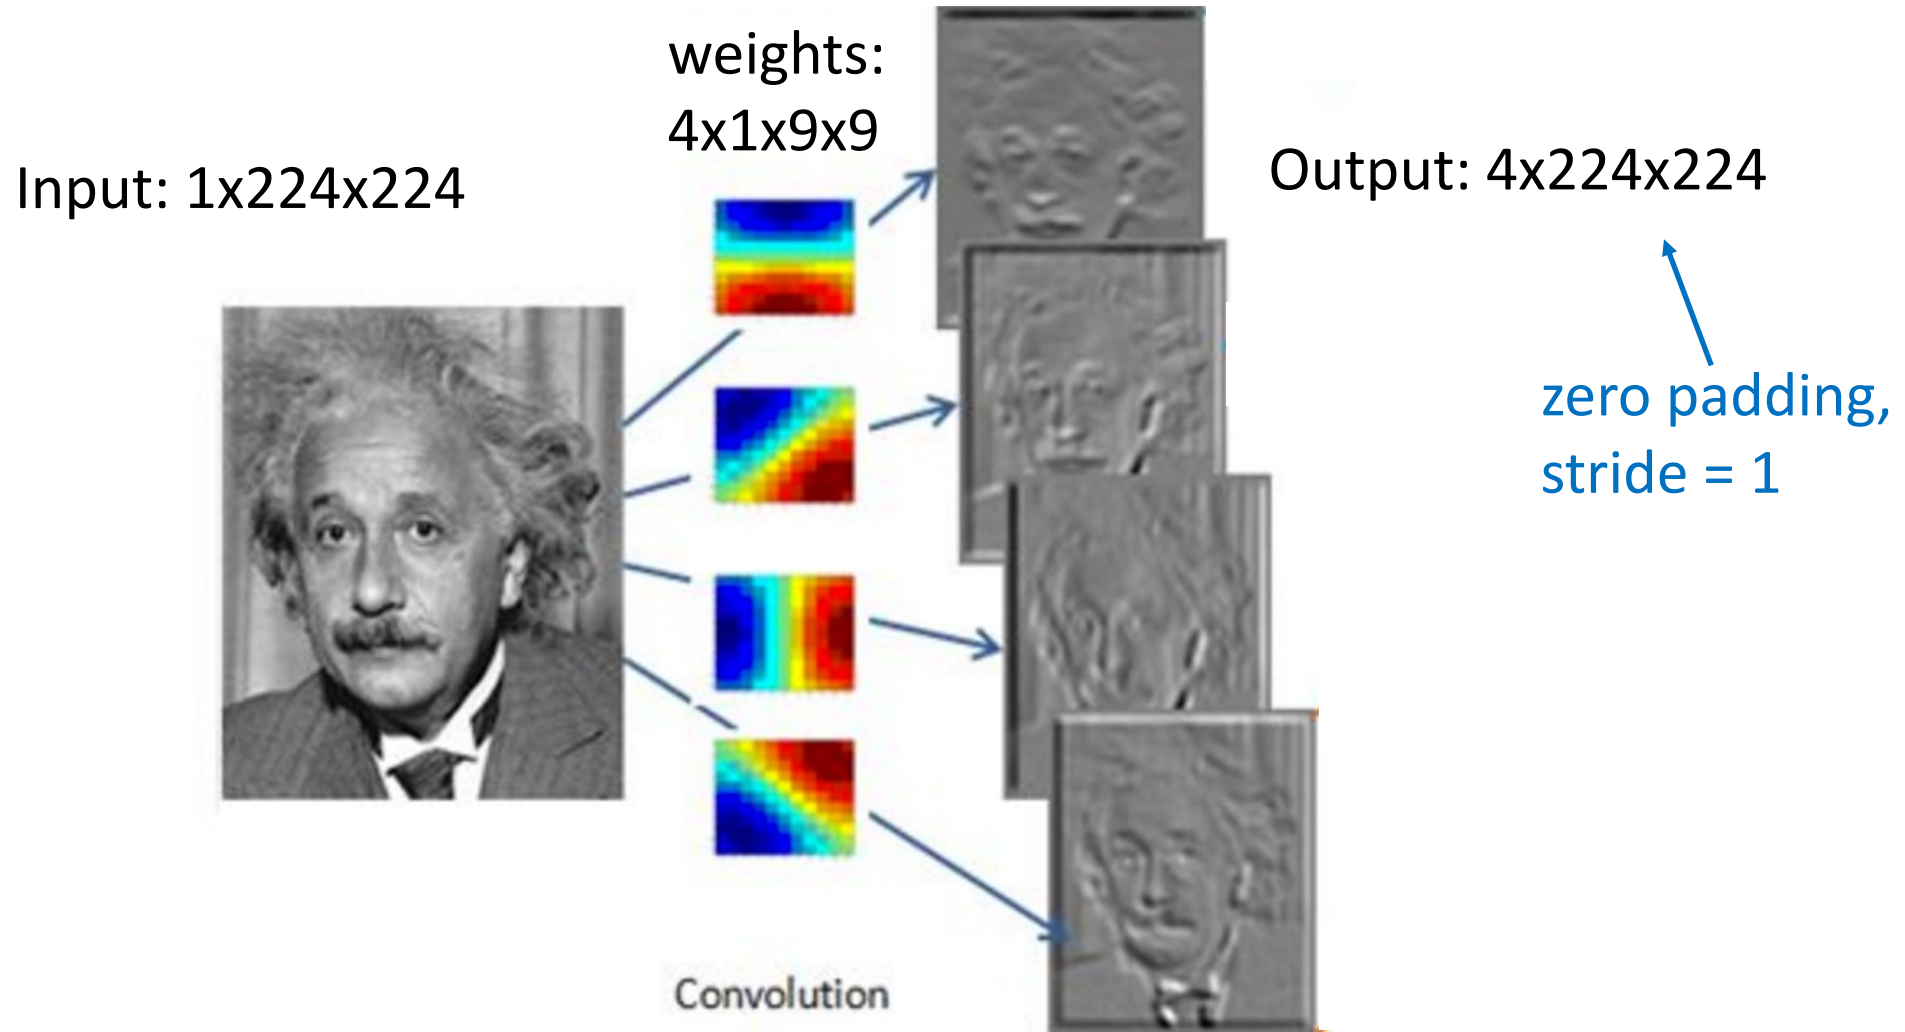 weights:
4x1x9x9
Input: 1x224x224
Output: 4x224x224
zero padding,
stride = 1
Convolution